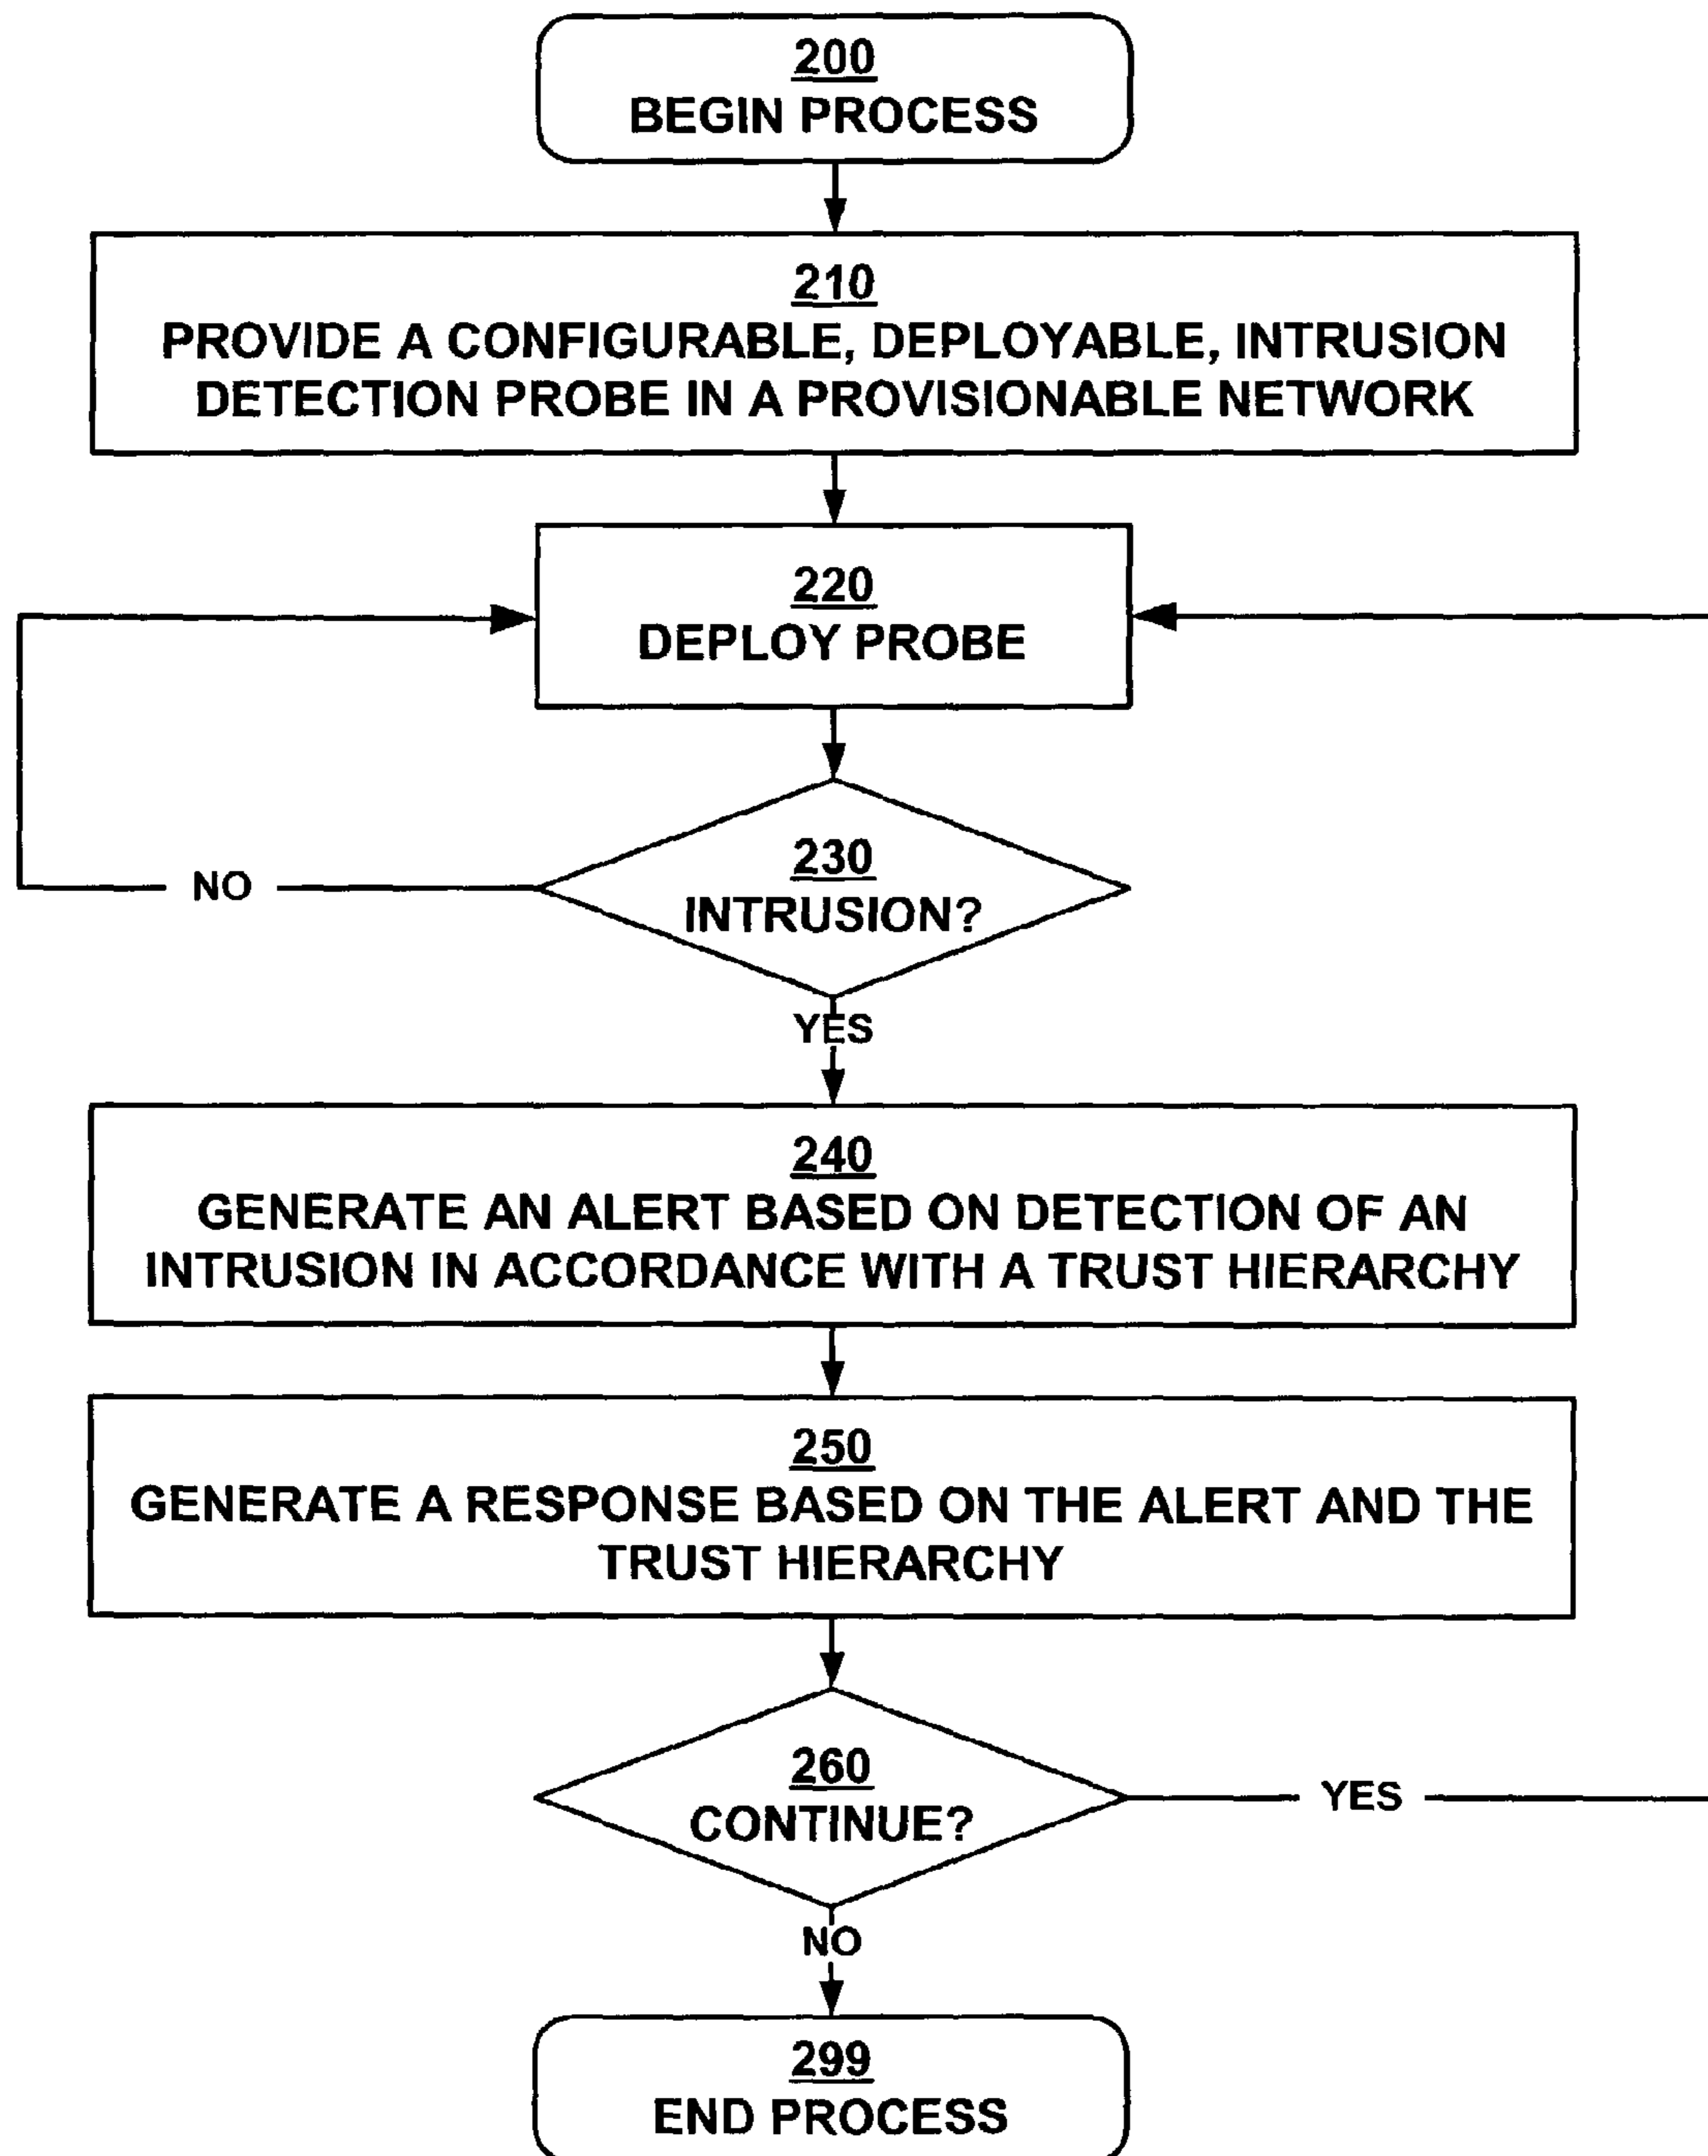 200
BEGIN PROCESS
210
PROVIDE A CONFIGURABLE, DEPLOYABLE, INTRUSION
DETECTION PROBE IN A PROVISIONABLE NETWORK
220
DEPLOY PROBE
230
INTRUSION?
NO
YES
240
GENERATE AN ALERT BASED ON DETECTION OF AN
INTRUSION IN ACCORDANCE WITH A TRUST HIERARCHY
250
GENERATE A RESPONSE BASED ON THE ALERT AND THE
TRUST HIERARCHY
260
CONTINUE?
YES
NO
299
END PROCESS